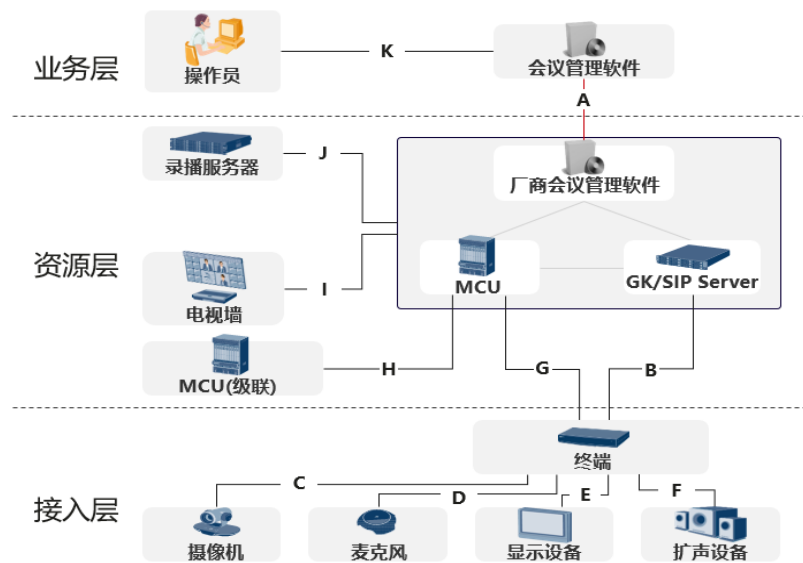 业务层
操作员
K
会议管理软件
A
资源层
录播服务器
J
厂商会议管理软件
电视墙
I
MCU
GK/SIP Server
MCU(级联)
H
G
B
接入层
终端
C
D
E
F
摄像机
麦克风
显示设备
扩声设备